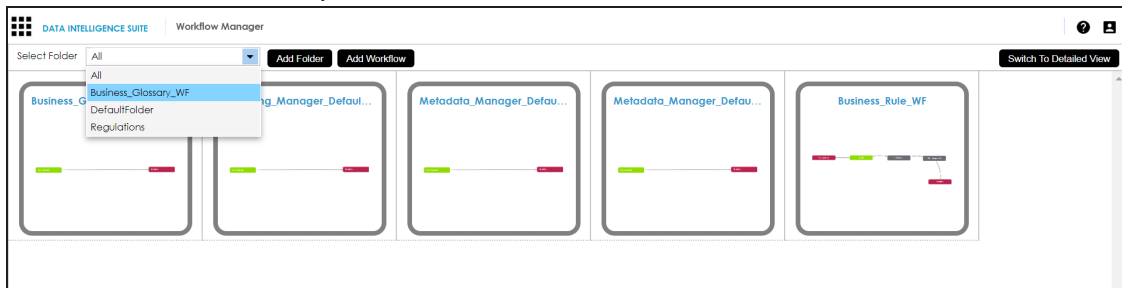 DATA INTELLIGENCE SUITE Workflow Manager
Select Folder All Add Folder Add Workflow Switch To Detailed View
All
Business_Glossary_WF
DefaultFolder
Regulations
Business_G ng_Manager_Defaul... Metadata_Manager_Defau... Metadata_Manager_Defau... Business_Rule_WF